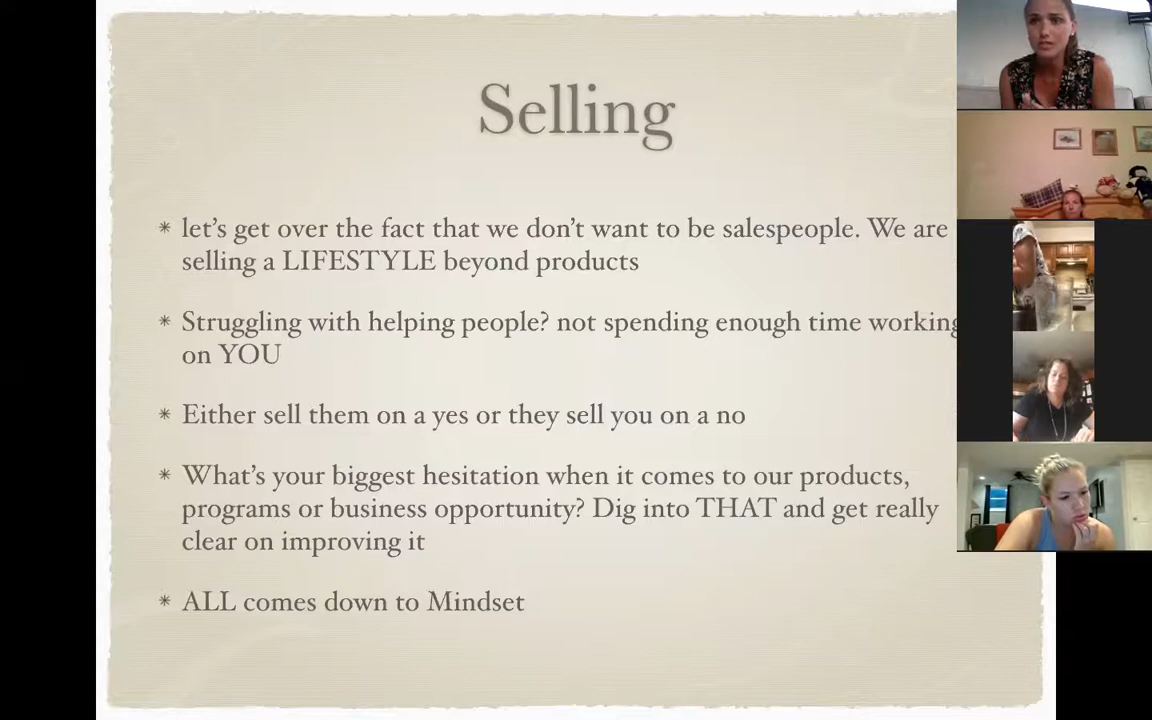 Selling
* let's get over the fact that we don't want to be salespeople. We are
selling a LIFESTYLE beyond products
* Struggling with helping people? not spending enough time working
on YOU
* Either sell them on a yes or they sell you on a no
* What's your biggest hesitation when it comes to our products,
programs or business opportunity? Dig into THAT and get really
clear on improving it
* ALL comes down to Mindset